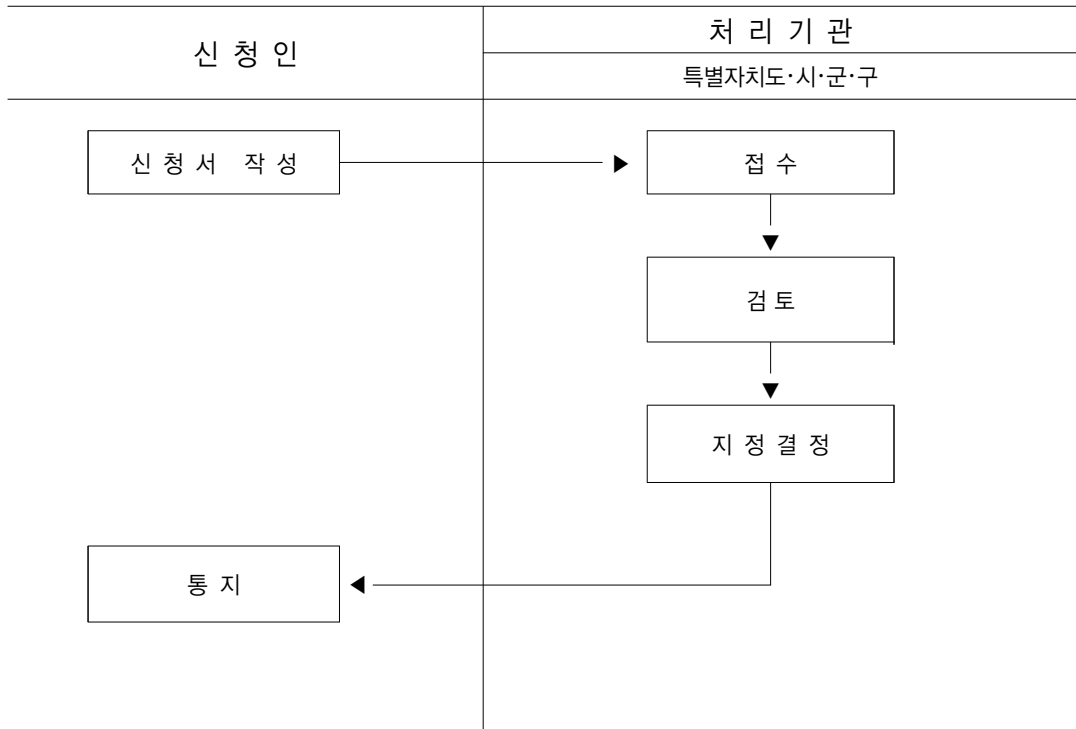 신 청 인
처 리 기 관
특별자치도·시·군·구
신 청 서 작 성
접 수
검 토
지 정 결 정
통 지